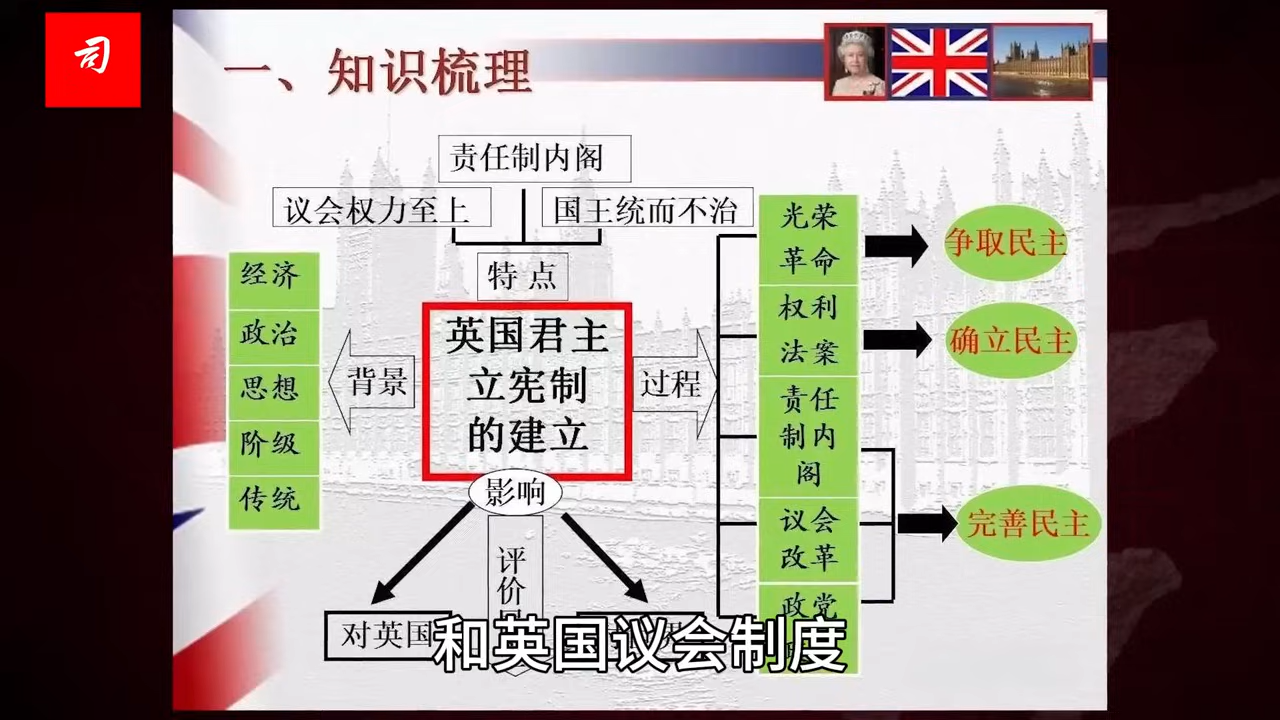 司
一、知识梳理
责任制内阁
议会权力至上
国王统而不治
特点
经济
政治
思想
阶级
传统
背景
英国君主
立宪制
的建立
过程
光荣
革命
权利
法案
责任
制内
阁
议会
改革
政党
争取民主
确立民主
完善民主
影响
评
价
对英国
和英国议会制度